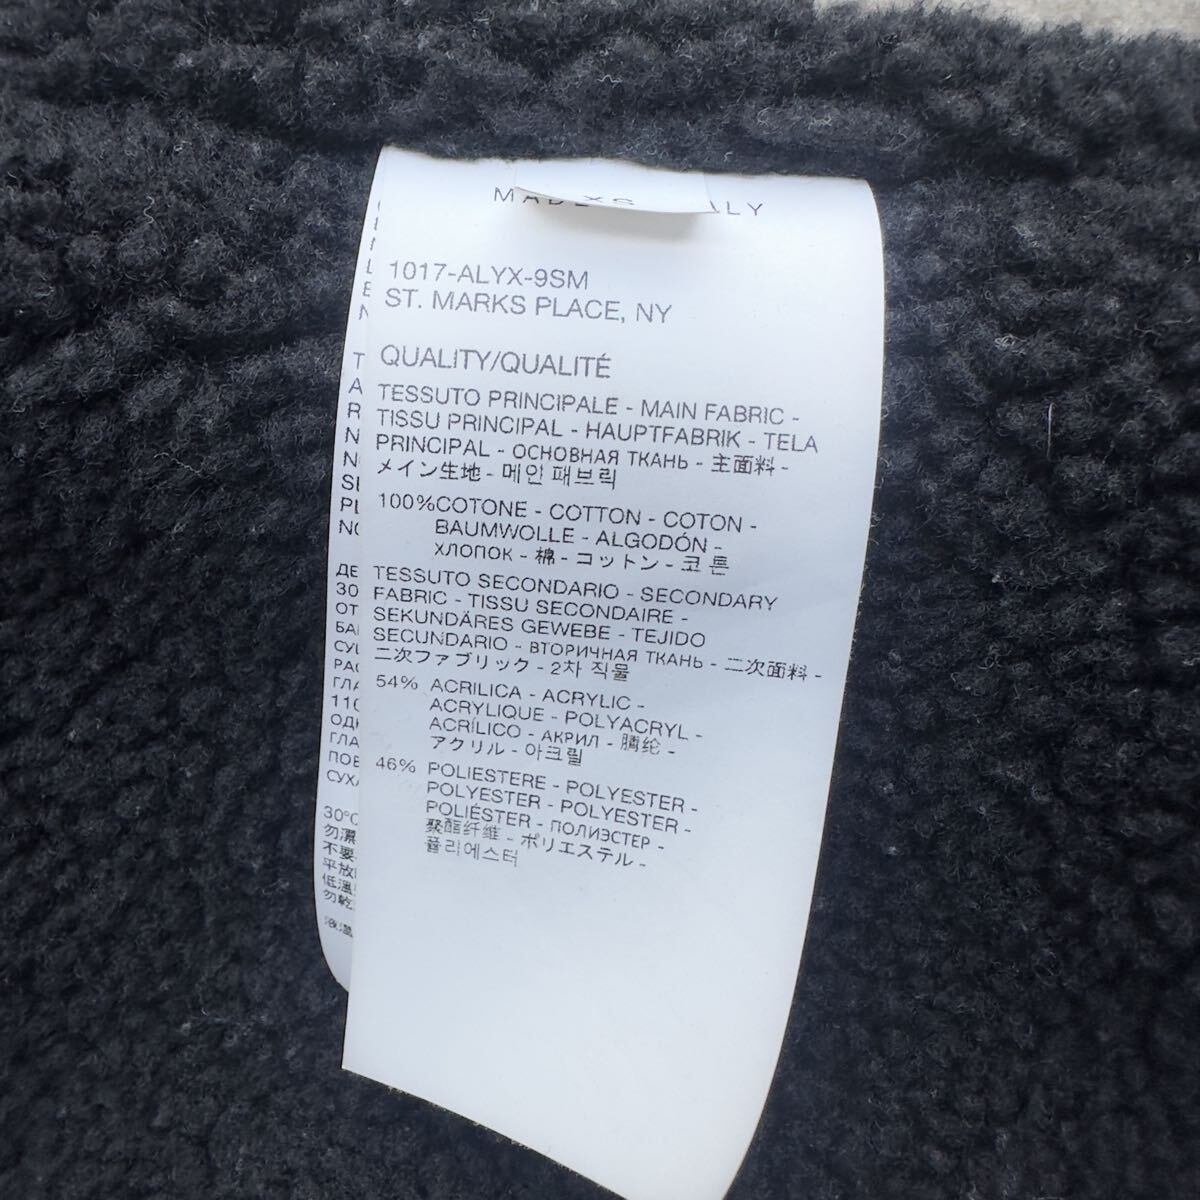 XS
1017-ALYX-9SM
ST. MARKS PLACE, NY
QUALITY/QUALITÉ
TESSUTO PRINCIPALE - MAIN FABRIC -
TISSU PRINCIPAL - HAUPTFABRIK - TELA
PRINCIPAL - ОСНОВНАЯ ТКАНЬ - 主面料 -
メイン生地 - 메인 패브릭
100%COTONE - COTTON - COTON -
BAUMWOLLE - ALGODÓN -
ХЛОПОК - 棉 - コットン - 코튼
TESSUTO SECONDARIO - SECONDARY
FABRIC - TISSU SECONDAIRE -
SEKUNDÄRES GEWEBE - TEJIDO
SECUNDARIO - ВТОРИЧНАЯ ТКАНЬ - 二次面料 -
二次ファブリック - 2차 직물
54% ACRILICA - ACRYLIC -
ACRYLIQUE - POLYACRYL -
ACRÍLICO - АКРИЛ - 腈纶 -
アクリル - 아크릴
46% POLIESTERE - POLYESTER -
POLYESTER - POLYESTER -
POLIÉSTER - ПОЛИЭСТЕР -
聚酯纤维 - ポリエステル -
폴리에스터